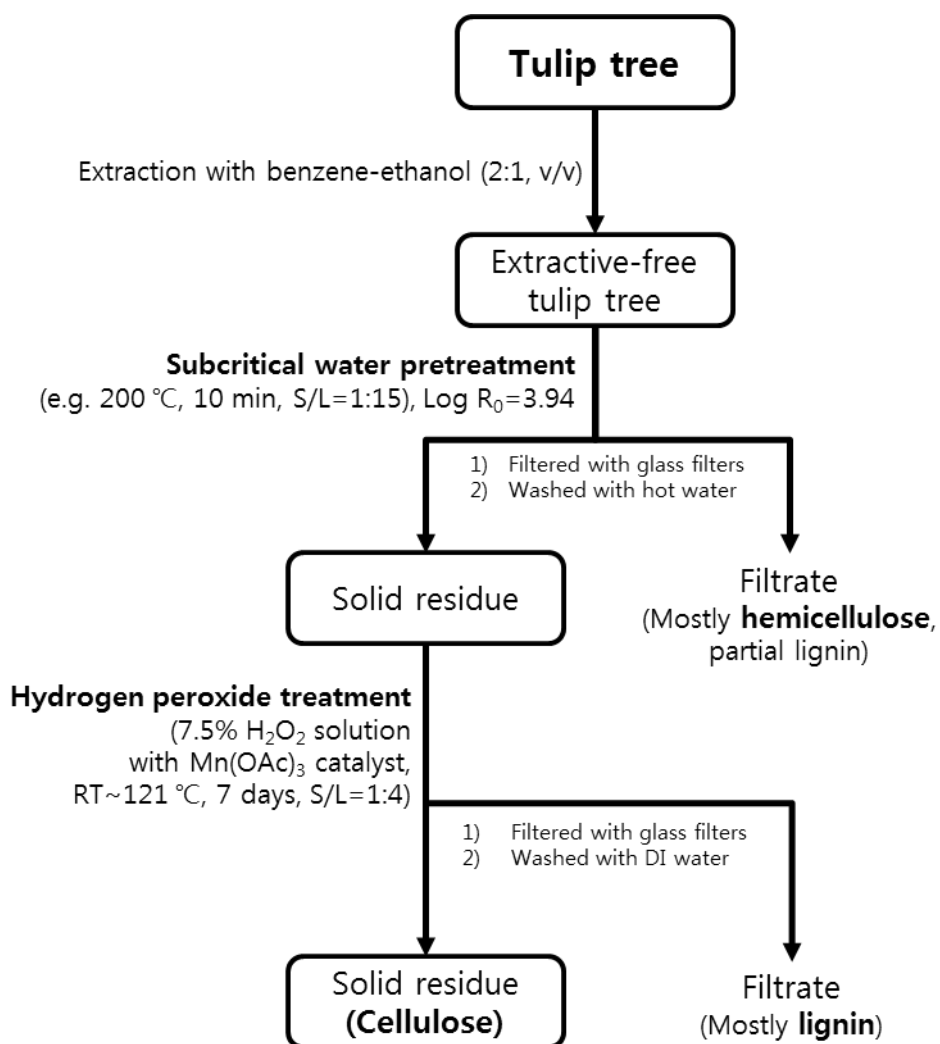 Tulip tree
Extraction with benzene-ethanol (2:1, v/v)
Extractive-free
tulip tree
Subcritical water pretreatment
(e.g. 200 ℃, 10 min, S/L=1:15), Log R₀=3.94
1) Filtered with glass filters
2) Washed with hot water
Solid residue
Filtrate
(Mostly hemicellulose,
partial lignin)
Hydrogen peroxide treatment
(7.5% H₂O₂ solution
with Mn(OAc)₃ catalyst,
RT~121 ℃, 7 days, S/L=1:4)
1) Filtered with glass filters
2) Washed with DI water
Solid residue
(Cellulose)
Filtrate
(Mostly lignin)